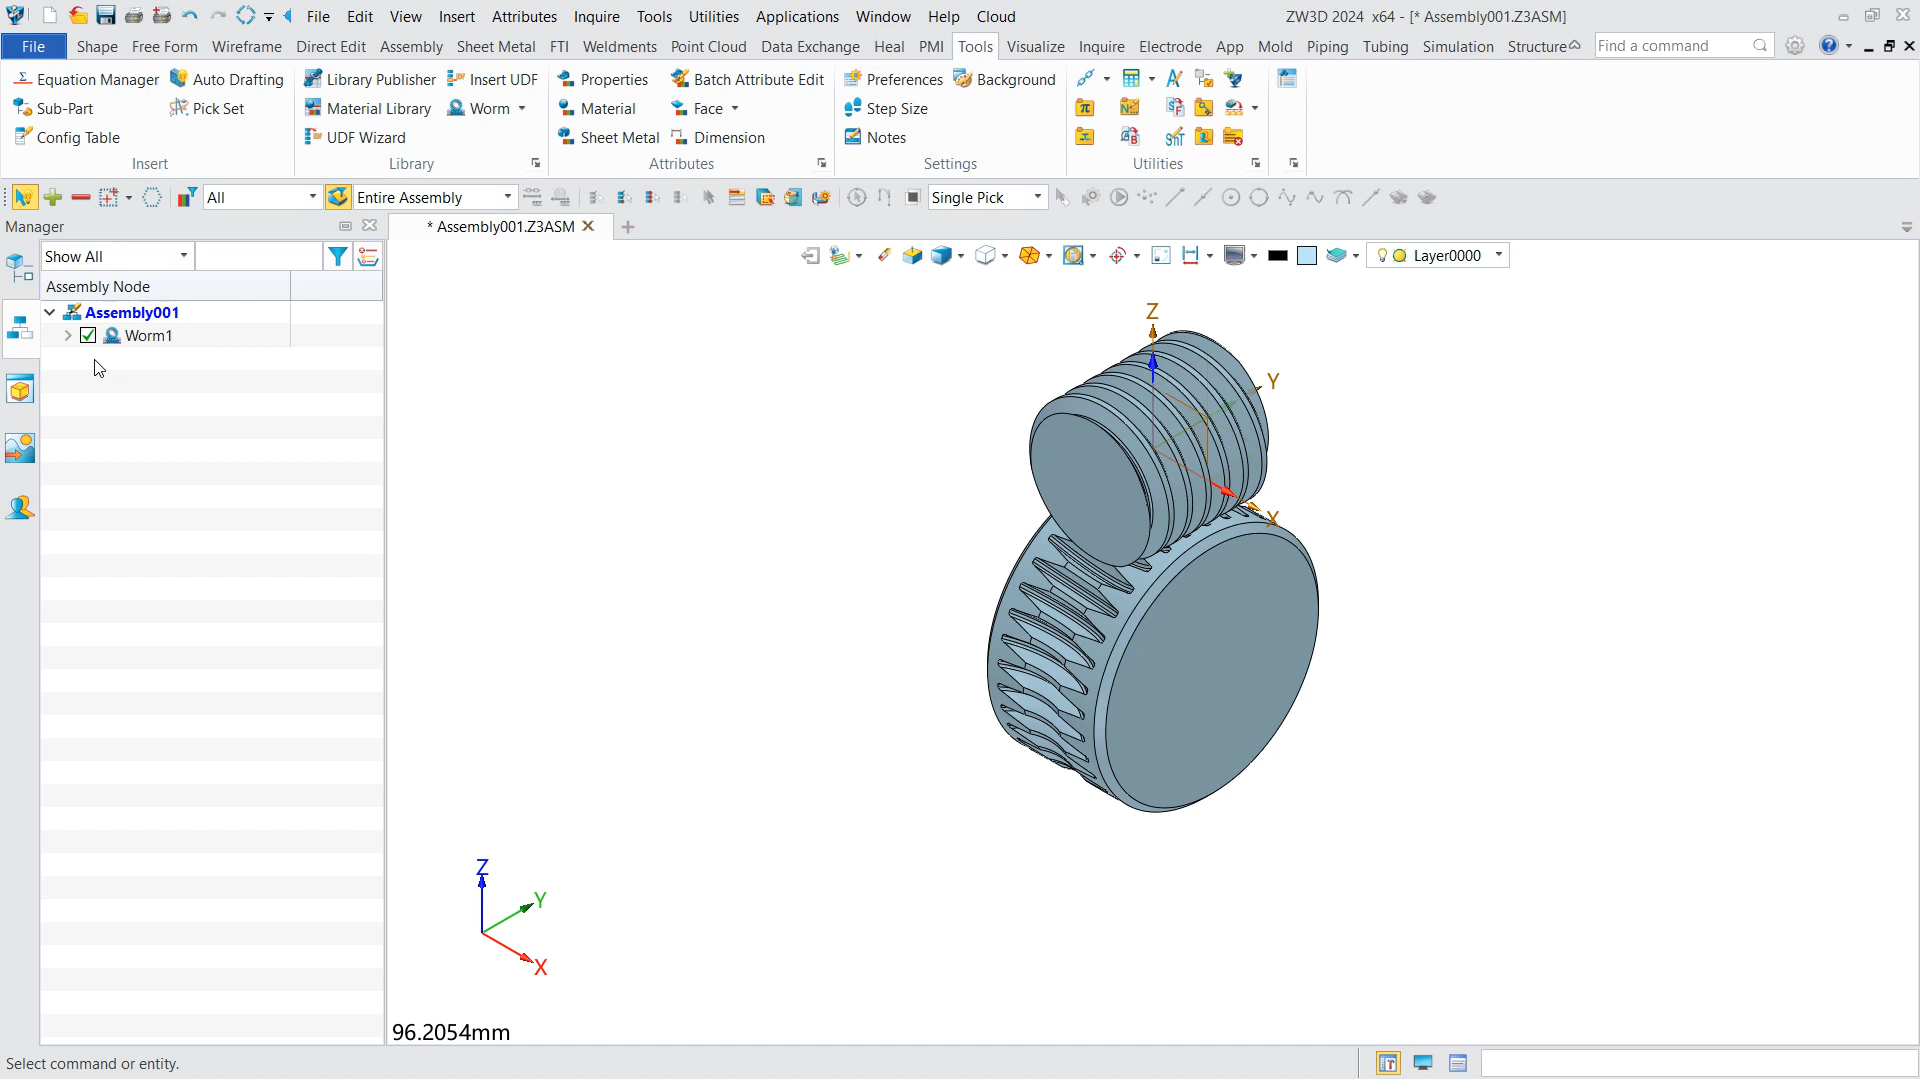 File Edit View Insert Attributes Inquire Tools Utilities Applications Window Help Cloud ZW3D 2024 x64 - [* Assembly001.Z3ASM]
File Shape Free Form Wireframe Direct Edit Assembly Sheet Metal FTI Weldments Point Cloud Data Exchange Heal PMI Tools Visualize Inquire Electrode App Mold Piping Tubing Simulation Structure Find a command
Equation Manager Auto Drafting Library Publisher Insert UDF Properties Batch Attribute Edit Preferences Background
Sub-Part Pick Set Material Library Worm Material Face Step Size
Config Table UDF Wizard Sheet Metal Dimension Notes
Insert Library Attributes Settings Utilities
All Entire Assembly Single Pick
Manager * Assembly001.Z3ASM
Show All Layer0000
Assembly Node
Assembly001
Worm1
Z
Y
X
Z
Y
X
96.2054mm
Select command or entity.